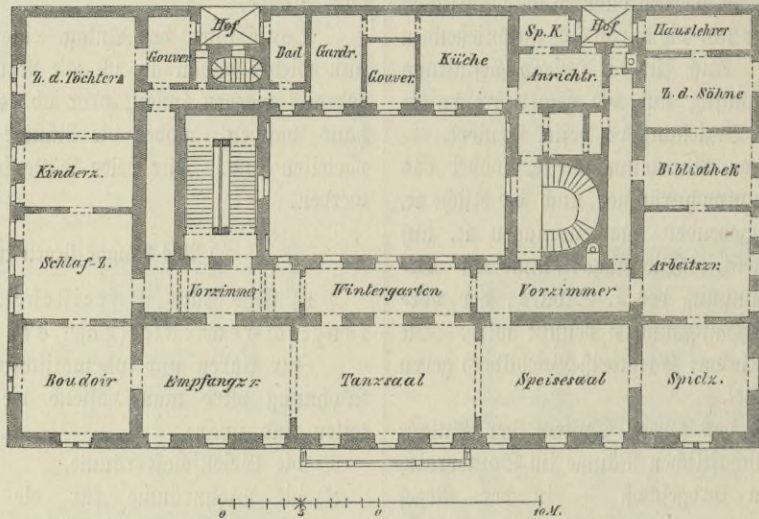 Hof
Sp. K.
Hof
Hauslehrer
Gouver.
Bad
Gardr.
Küche
Z. d. Töchter
Gouver.
Anrichtr.
Z. d. Söhne
Kinderz.
Bibliothek
Schlaf-Z.
Vorzimmer
Wintergarten
Vorzimmer
Arbeitszr.
Boudoir
Empfangzr.
Tanzsaal
Speisesaal
Spielz.
0 5 0 10 M.